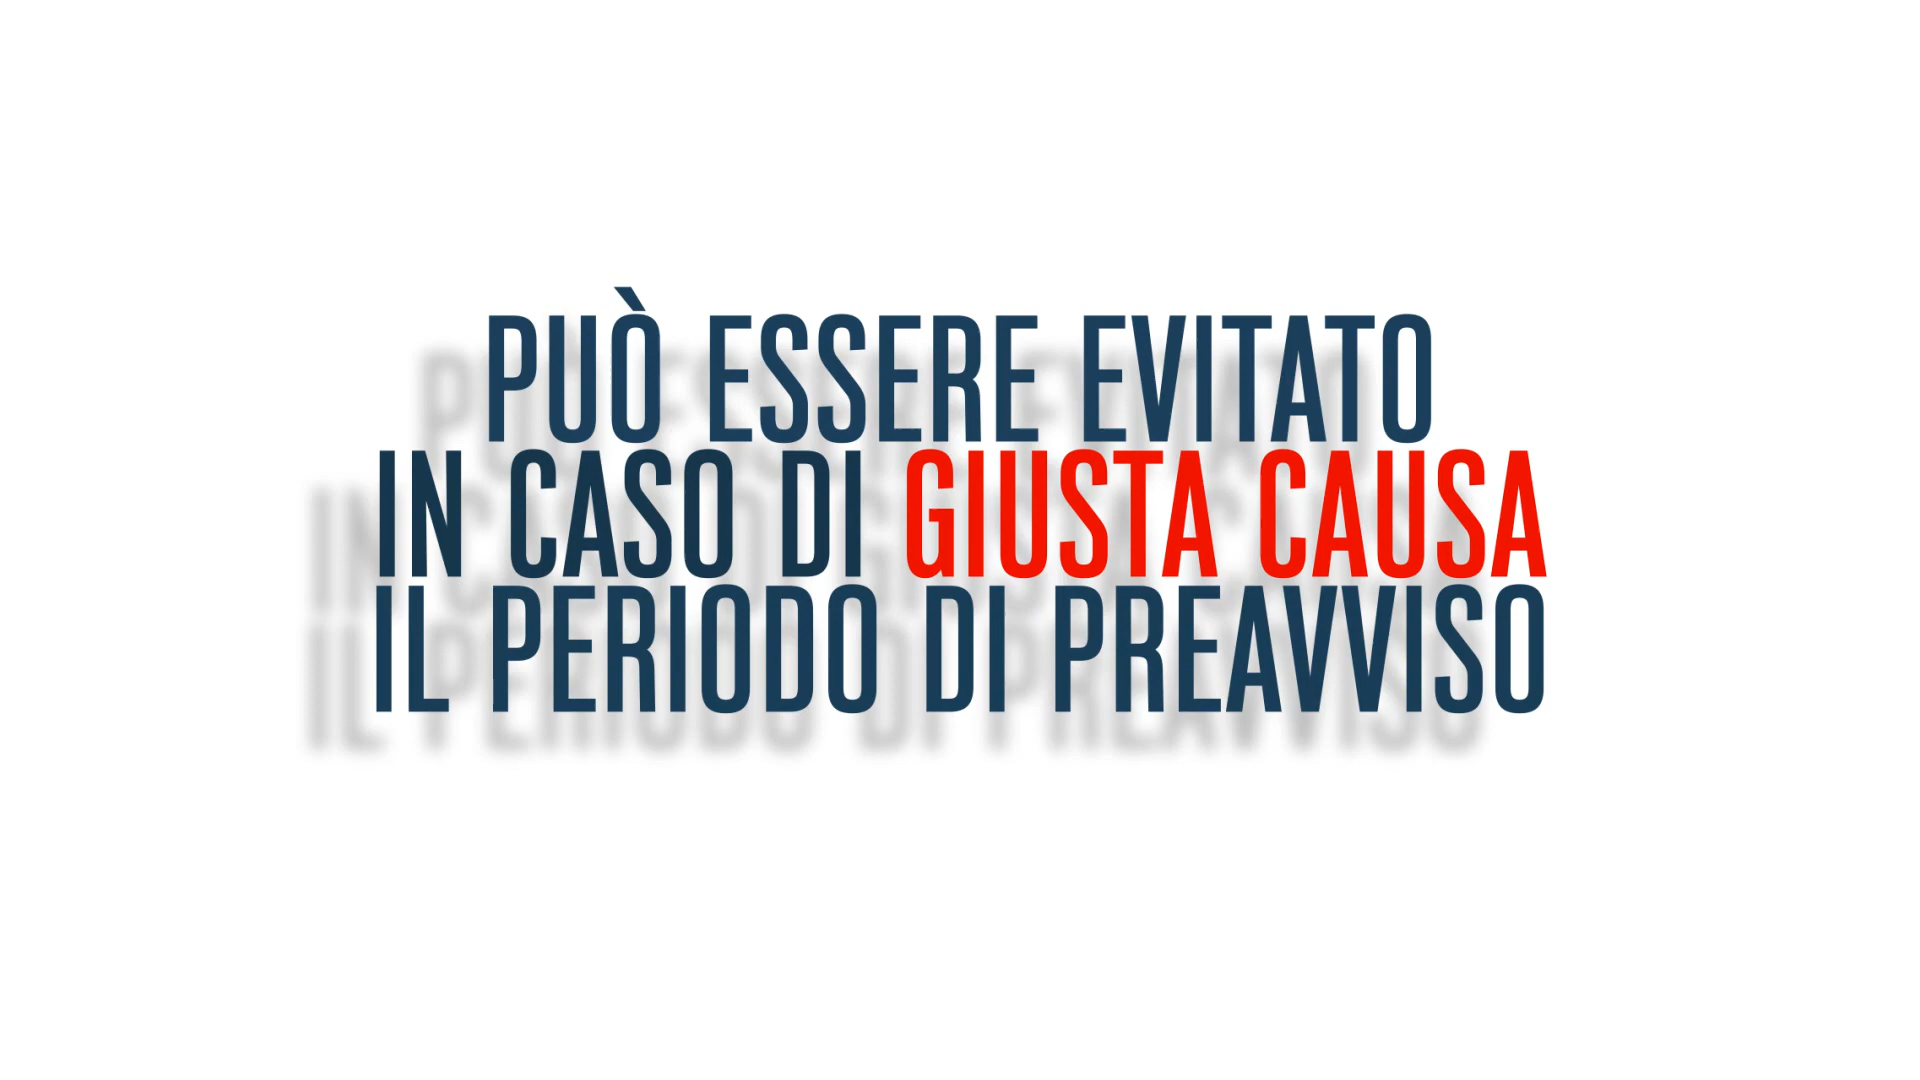 PUÒ ESSERE EVITATO
IN CASO DI GIUSTA CAUSA
IL PERIODO DI PREAVVISO